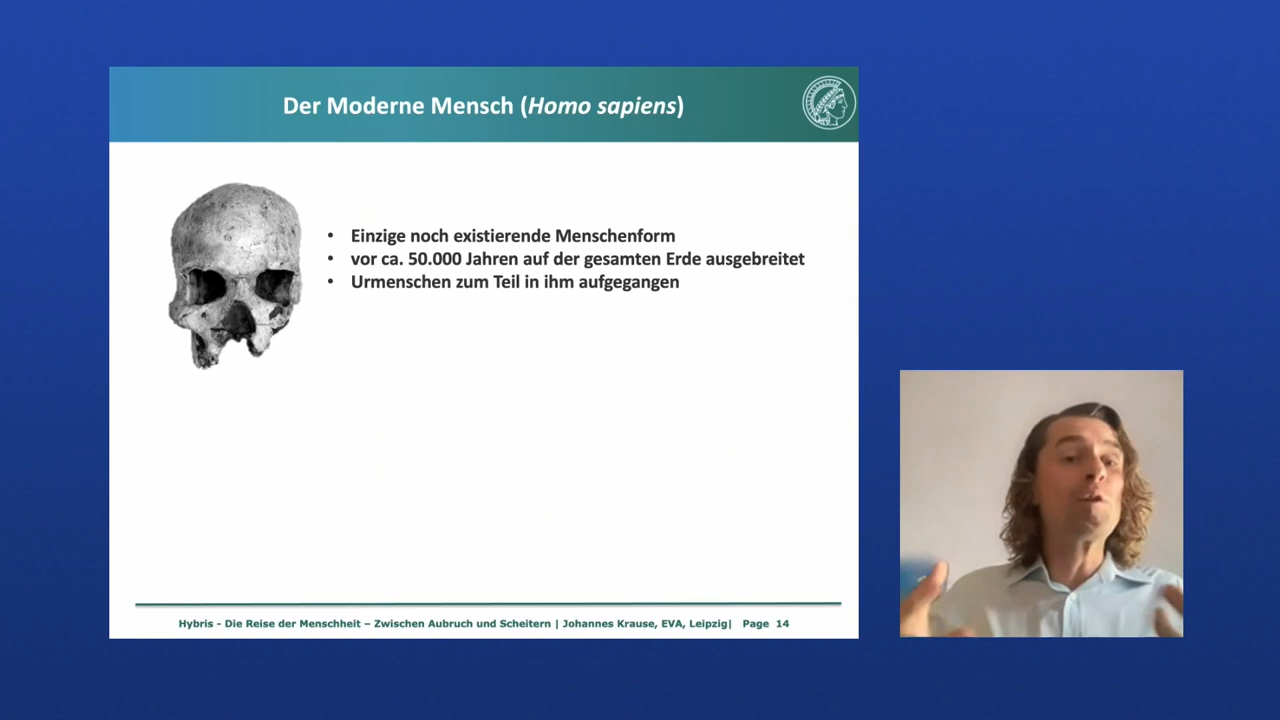 Der Moderne Mensch (Homo sapiens)
• Einzige noch existierende Menschenform
• vor ca. 50.000 Jahren auf der gesamten Erde ausgebreitet
• Urmenschen zum Teil in ihm aufgegangen
Hybris - Die Reise der Menschheit – Zwischen Aubruch und Scheitern | Johannes Krause, EVA, Leipzig| Page 14